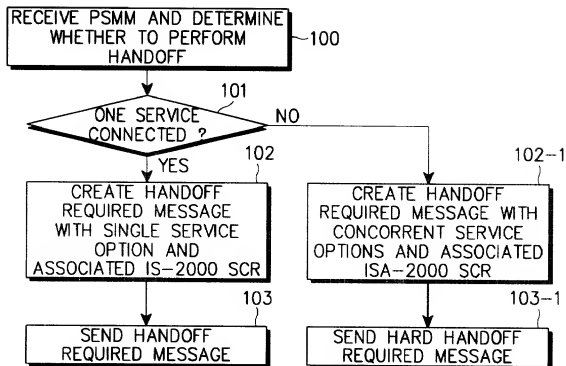 RECEIVE PSMM AND DETERMINE
WHETHER TO PERFORM
HANDOFF
100
101
ONE SERVICE
CONNECTED ?
NO
YES
102
CREATE HANDOFF
REQUIRED MESSAGE
WITH SINGLE SERVICE
OPTION AND
ASSOCIATED IS-2000 SCR
102-1
CREATE HANDOFF
REQUIRED MESSAGE WITH
CONCORRENT SERVICE
OPTIONS AND ASSOCIATED
ISA-2000 SCR
103
SEND HANDOFF
REQUIRED MESSAGE
103-1
SEND HARD HANDOFF
REQUIRED MESSAGE